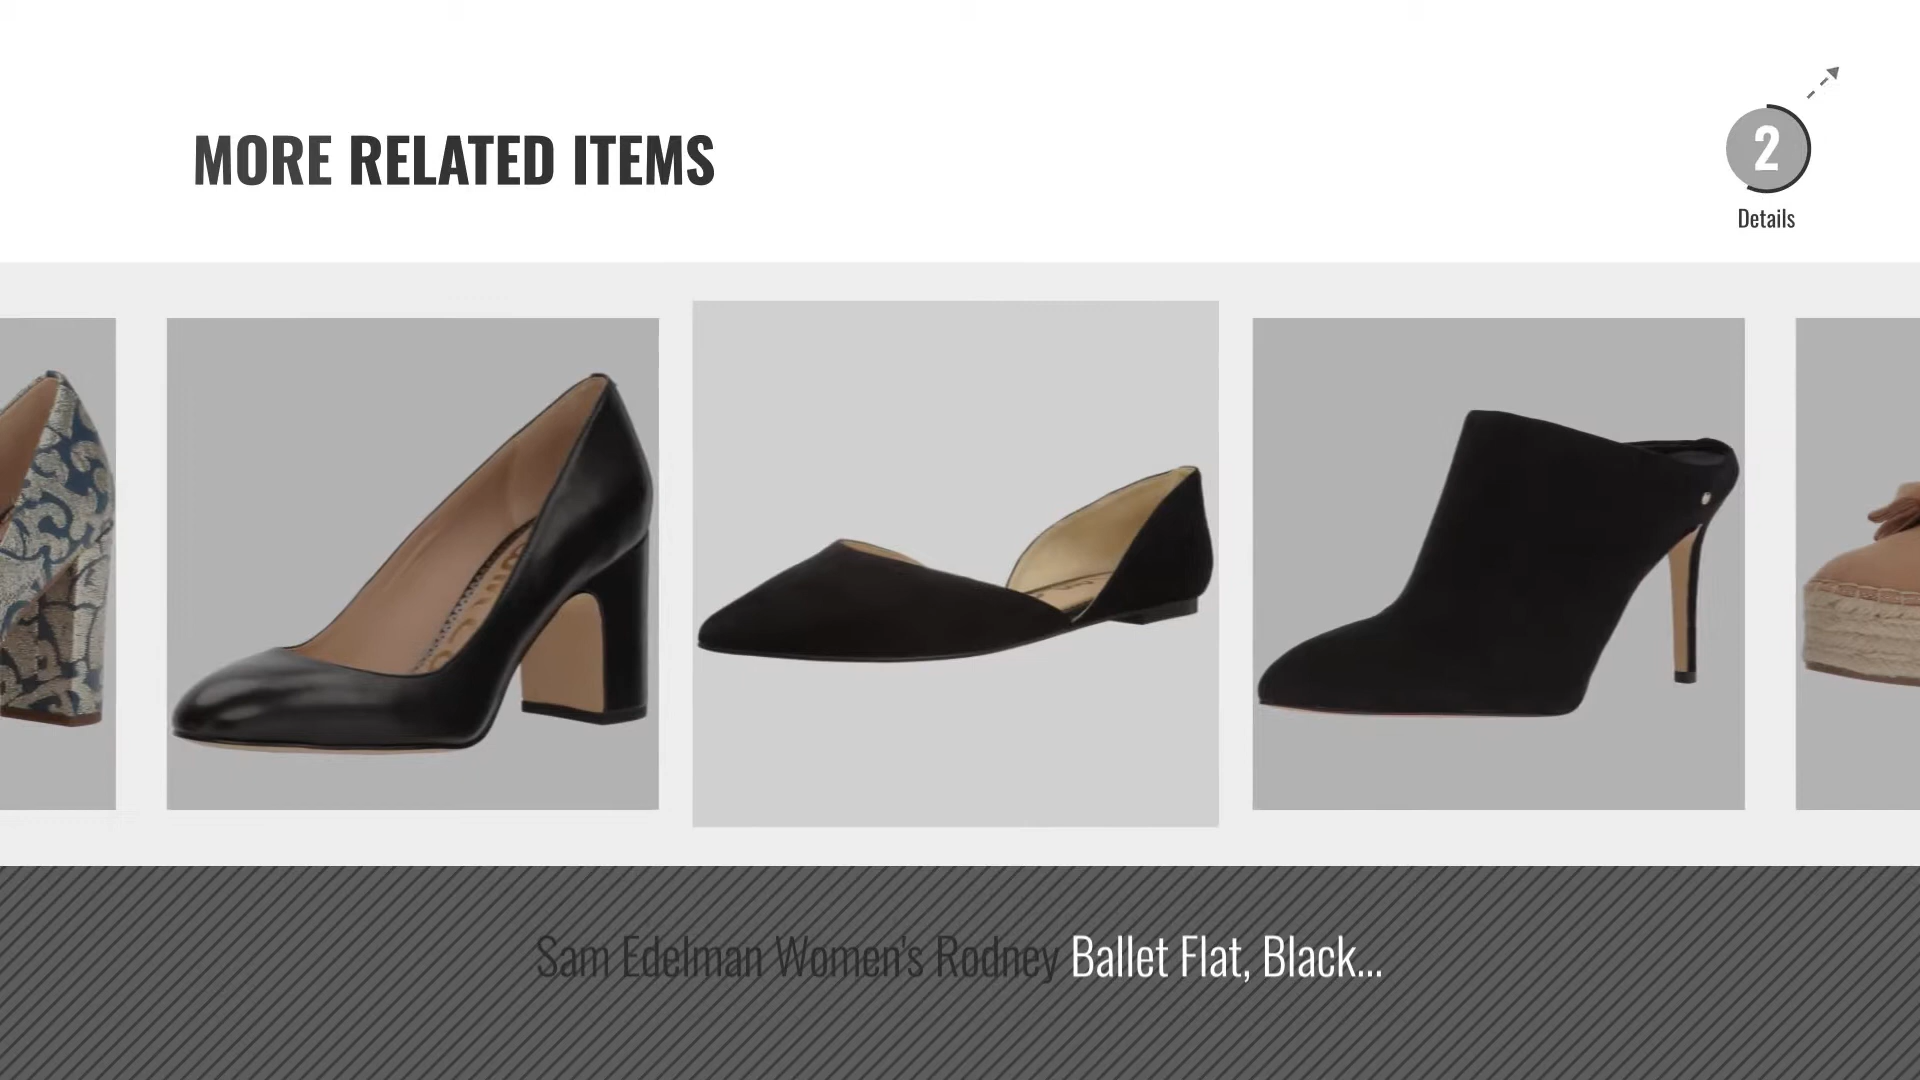 MORE RELATED ITEMS
2
Details
Sam Edelman Women's Rodney Ballet Flat, Black...